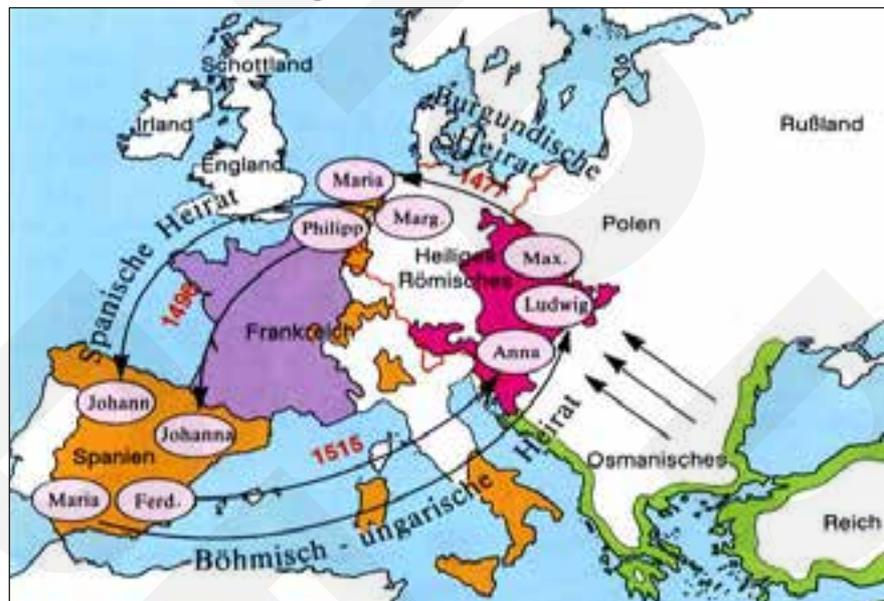 Schottland
Irland
England
Rußland
Polen
Burgundische
Heirat
1477
Maria
Marg.
Philipp
Heiliges
Römisches
Max.
Ludwig
Anna
Spanische Heirat
Frankreich
Johann
Johanna
Spanien
Maria
Ferd.
1515
Böhmisch - ungarische Heirat
Osmanisches
Reich